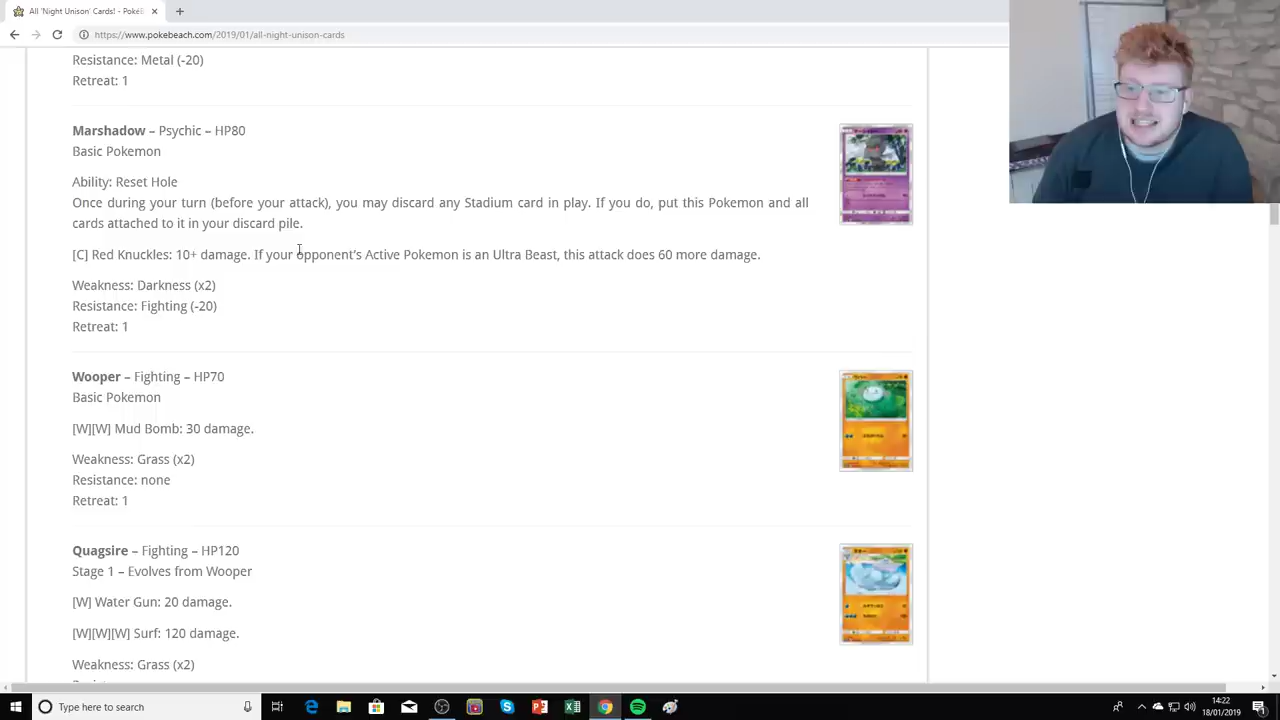 All 'Night Unison' Cards! - PokéB
https://www.pokebeach.com/2019/01/all-night-unison-cards
Resistance: Metal (-20)
Retreat: 1
Marshadow – Psychic – HP80
Basic Pokemon
Ability: Reset Hole
Once during your turn (before your attack), you may discard any Stadium card in play. If you do, put this Pokemon and all
cards attached to it in your discard pile.
[C] Red Knuckles: 10+ damage. If your opponent's Active Pokemon is an Ultra Beast, this attack does 60 more damage.
Weakness: Darkness (x2)
Resistance: Fighting (-20)
Retreat: 1
Wooper – Fighting – HP70
Basic Pokemon
[W][W] Mud Bomb: 30 damage.
Weakness: Grass (x2)
Resistance: none
Retreat: 1
Quagsire – Fighting – HP120
Stage 1 – Evolves from Wooper
[W] Water Gun: 20 damage.
[W][W][W] Surf: 120 damage.
Weakness: Grass (x2)
Type here to search
14:22
18/01/2019